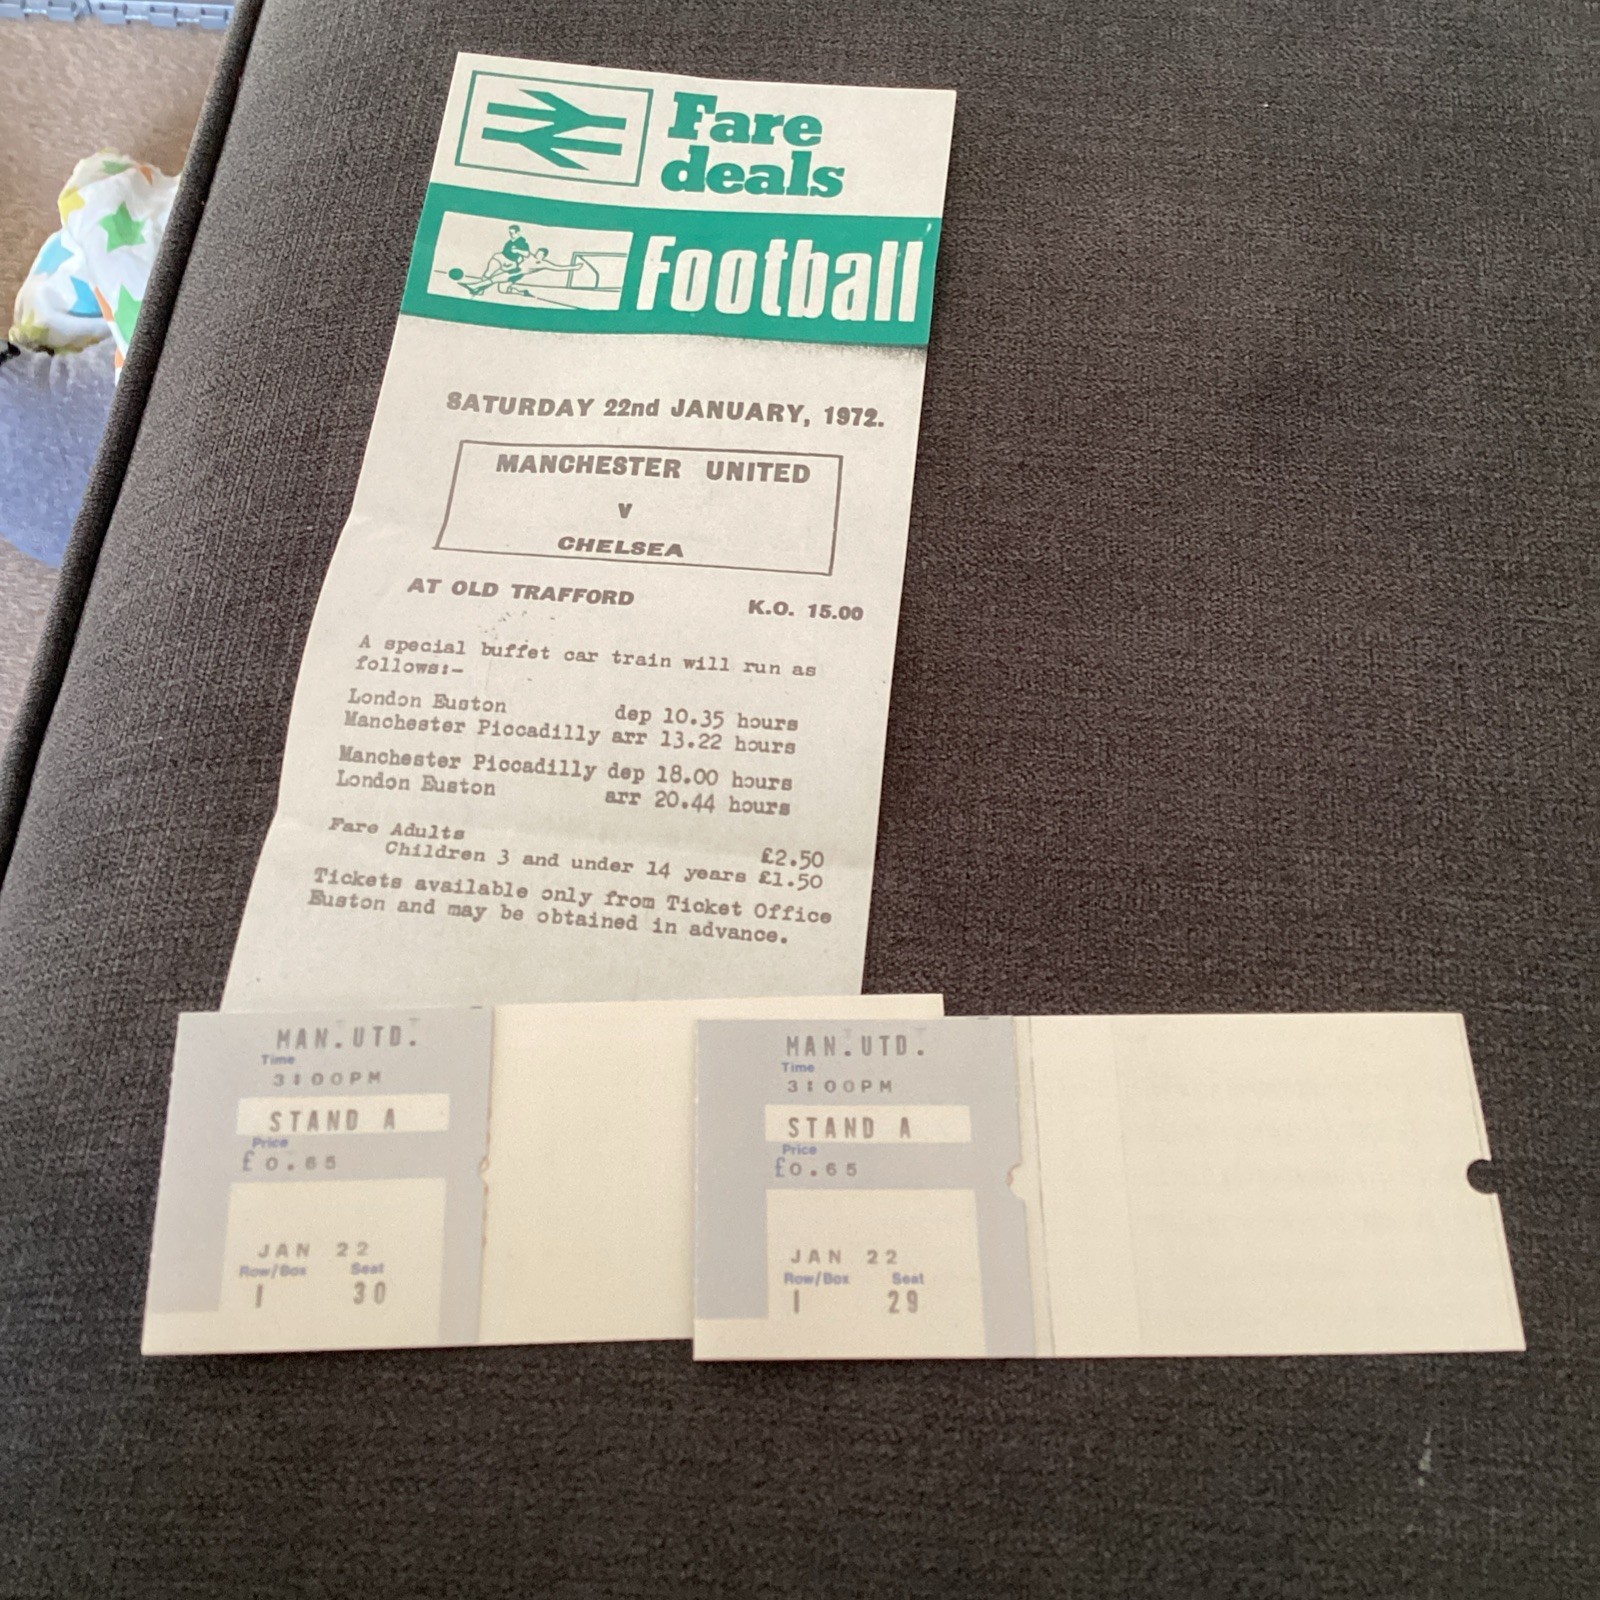 Fare
deals
Football
SATURDAY 22nd JANUARY, 1972.
MANCHESTER UNITED
V
CHELSEA
AT OLD TRAFFORD K.O. 15.00
A special buffet car train will run as
follows:-
London Euston dep 10.35 hours
Manchester Piccadilly arr 13.22 hours
Manchester Piccadilly dep 18.00 hours
London Euston arr 20.44 hours
Fare Adults £2.50
Children 3 and under 14 years £1.50
Tickets available only from Ticket Office
Euston and may be obtained in advance.
MAN.UTD.
Time
3:00PM
STAND A
Price
£0.65
JAN 22
Row/Box Seat
1 30
MAN.UTD.
Time
3:00PM
STAND A
Price
£0.65
JAN 22
Row/Box Seat
1 29